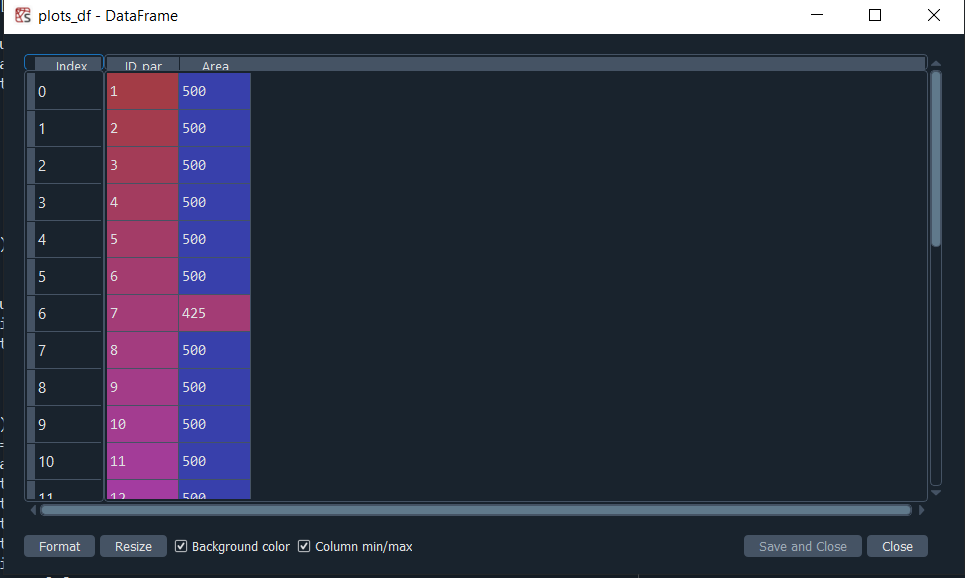 plots_df - DataFrame
Index ID_par Area
0 1 500
1 2 500
2 3 500
3 4 500
4 5 500
5 6 500
6 7 425
7 8 500
8 9 500
9 10 500
10 11 500
11 12 500
Format Resize Background color Column min/max Save and Close Close